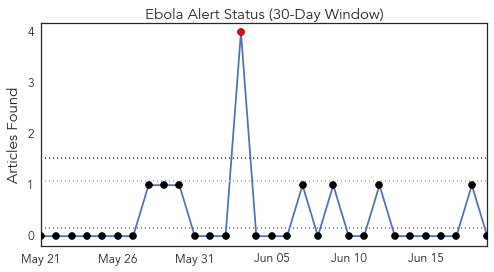 Ebola Alert Status (30-Day Window)
Articles Found
4
3
2
1
0
May 21
May 26
May 31
Jun 05
Jun 10
Jun 15